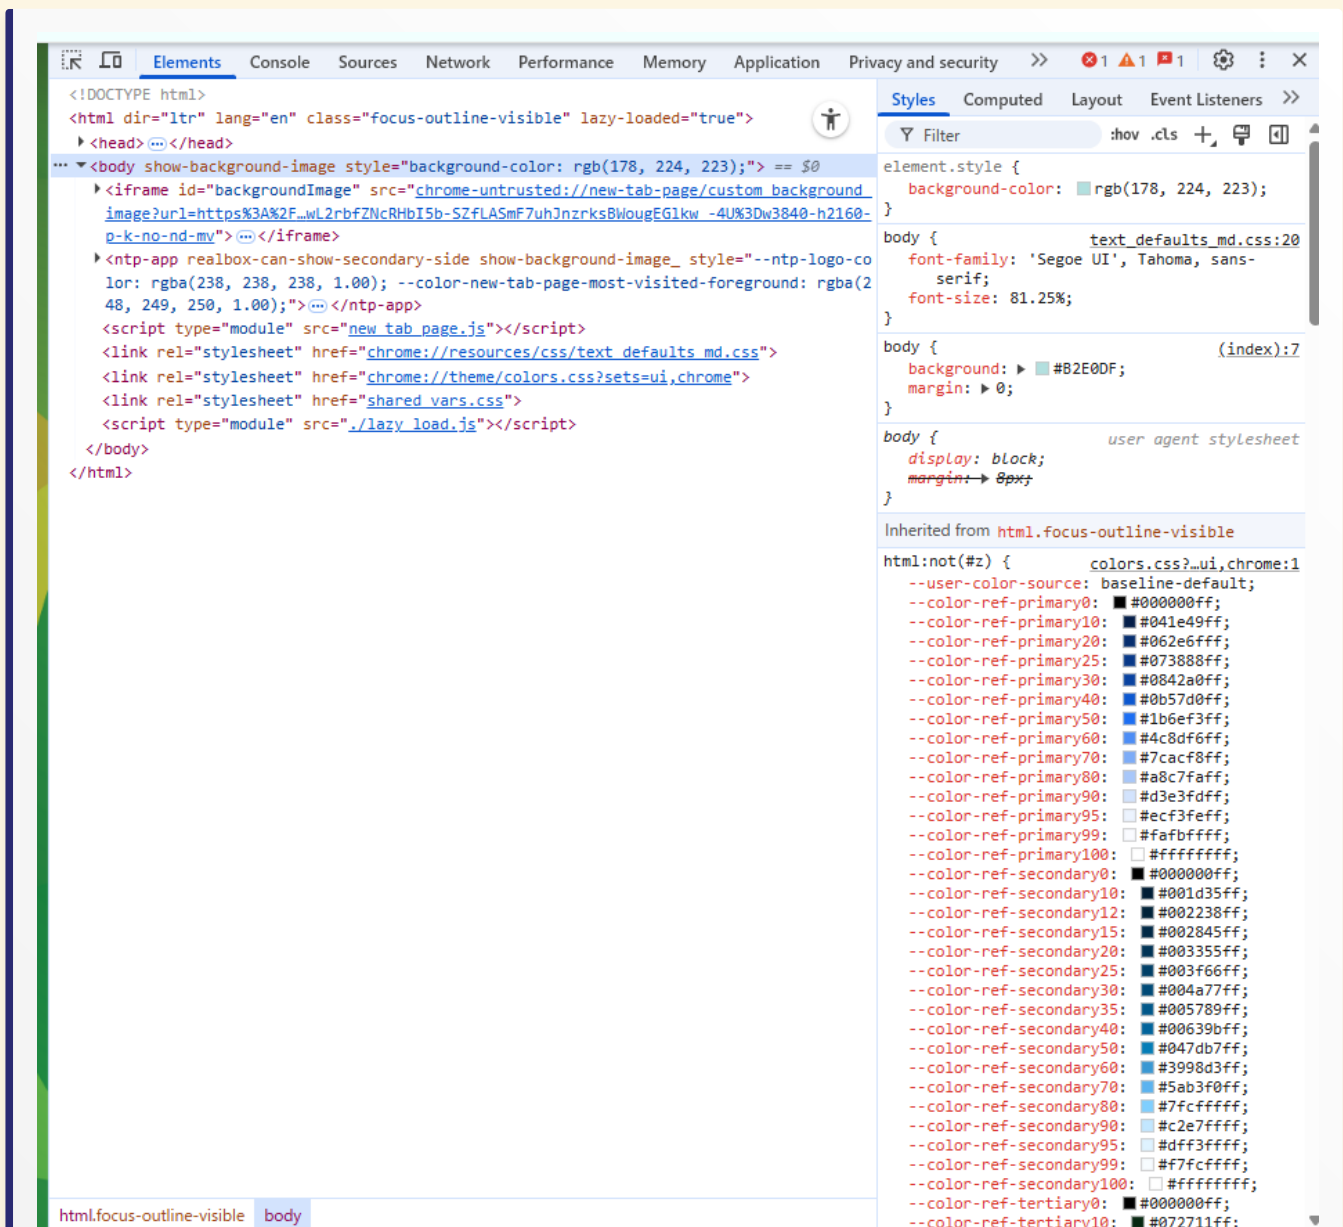 Elements Console Sources Network Performance Memory Application Privacy and security 1 1 1
<!DOCTYPE html>
<html dir="ltr" lang="en" class="focus-outline-visible" lazy-loaded="true">
<head>…</head>
… <body show-background-image style="background-color: rgb(178, 224, 223);"> == $0
<iframe id="backgroundImage" src="chrome-untrusted://new-tab-page/custom_background_
image?url=https%3A%2F…wL2rbfZNcRHbI5b-SZfLASmF7uhJnzrksBWougEGlkw_-4U%3Dw3840-h2160-
p-k-no-nd-mv">…</iframe>
<ntp-app realbox-can-show-secondary-side show-background-image_ style="--ntp-logo-co
lor: rgba(238, 238, 238, 1.00); --color-new-tab-page-most-visited-foreground: rgba(2
48, 249, 250, 1.00);">…</ntp-app>
<script type="module" src="new_tab_page.js"></script>
<link rel="stylesheet" href="chrome://resources/css/text_defaults_md.css">
<link rel="stylesheet" href="chrome://theme/colors.css?sets=ui,chrome">
<link rel="stylesheet" href="shared_vars.css">
<script type="module" src="./lazy_load.js"></script>
</body>
</html>
html.focus-outline-visible body
Styles Computed Layout Event Listeners
Filter :hov .cls
element.style {
background-color: rgb(178, 224, 223);
}
body { text_defaults_md.css:20
font-family: 'Segoe UI', Tahoma, sans-
serif;
font-size: 81.25%;
}
body { (index):7
background: #B2E0DF;
margin: 0;
}
body { user agent stylesheet
display: block;
margin: 8px;
}
Inherited from html.focus-outline-visible
html:not(#z) { colors.css?…ui,chrome:1
--user-color-source: baseline-default;
--color-ref-primary0: #000000ff;
--color-ref-primary10: #041e49ff;
--color-ref-primary20: #062e6fff;
--color-ref-primary25: #073888ff;
--color-ref-primary30: #0842a0ff;
--color-ref-primary40: #0b57d0ff;
--color-ref-primary50: #1b6ef3ff;
--color-ref-primary60: #4c8df6ff;
--color-ref-primary70: #7cacf8ff;
--color-ref-primary80: #a8c7faff;
--color-ref-primary90: #d3e3fdff;
--color-ref-primary95: #ecf3feff;
--color-ref-primary99: #fafbffff;
--color-ref-primary100: #ffffffff;
--color-ref-secondary0: #000000ff;
--color-ref-secondary10: #001d35ff;
--color-ref-secondary12: #002238ff;
--color-ref-secondary15: #002845ff;
--color-ref-secondary20: #003355ff;
--color-ref-secondary25: #003f66ff;
--color-ref-secondary30: #004a77ff;
--color-ref-secondary35: #005789ff;
--color-ref-secondary40: #00639bff;
--color-ref-secondary50: #047db7ff;
--color-ref-secondary60: #3998d3ff;
--color-ref-secondary70: #5ab3f0ff;
--color-ref-secondary80: #7fcfffff;
--color-ref-secondary90: #c2e7ffff;
--color-ref-secondary95: #dff3ffff;
--color-ref-secondary99: #f7fcffff;
--color-ref-secondary100: #ffffffff;
--color-ref-tertiary0: #000000ff;
--color-ref-tertiary10: #072711ff;